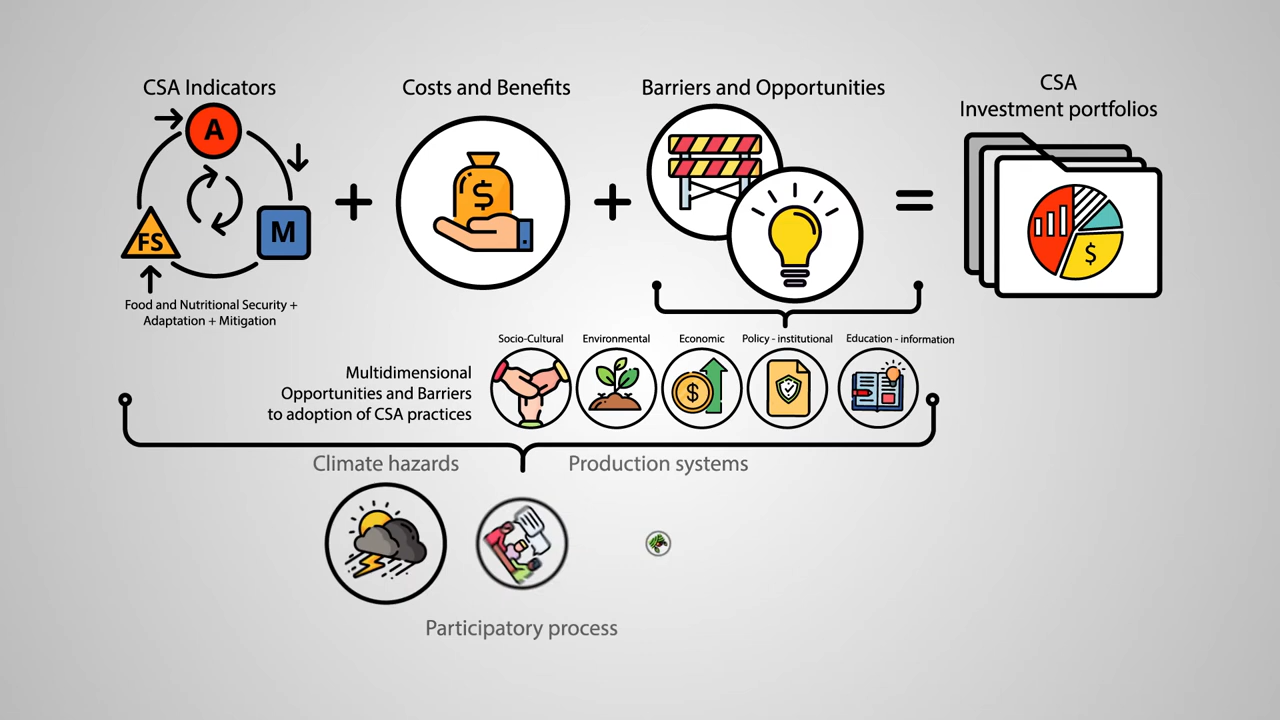 CSA Indicators
Costs and Benefits
Barriers and Opportunities
CSA
Investment portfolios
A
FS
M
$
$
Food and Nutritional Security +
Adaptation + Mitigation
Multidimensional
Opportunities and Barriers
to adoption of CSA practices
Socio-Cultural
Environmental
Economic
Policy - institutional
Education - information
$
Climate hazards
Production systems
Participatory process